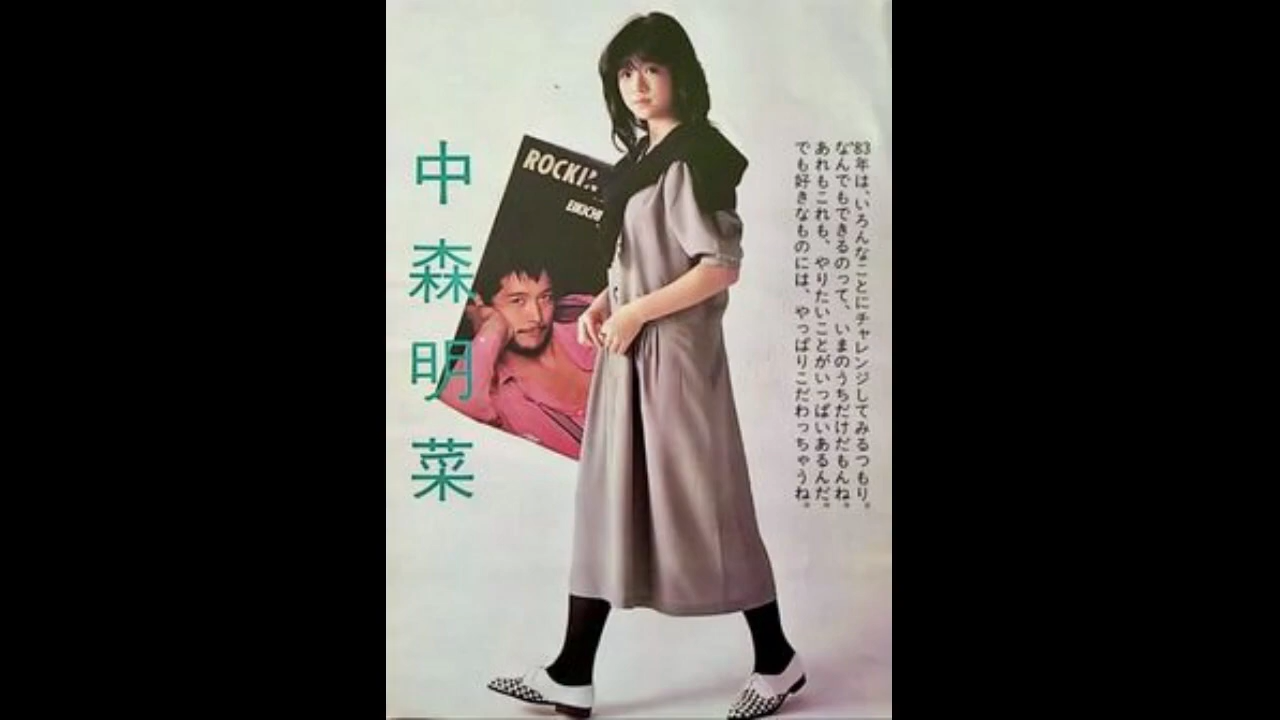 中森明菜
ROCKIN'
EIKICHI
'83年は、いろんなことにチャレンジしてみるつもり。
なんでもできるのって、いまのうちだけだもんね。
あれもこれも、やりたいことがいっぱいあるんだ。
でも好きなものには、やっぱりこだわっちゃうね。